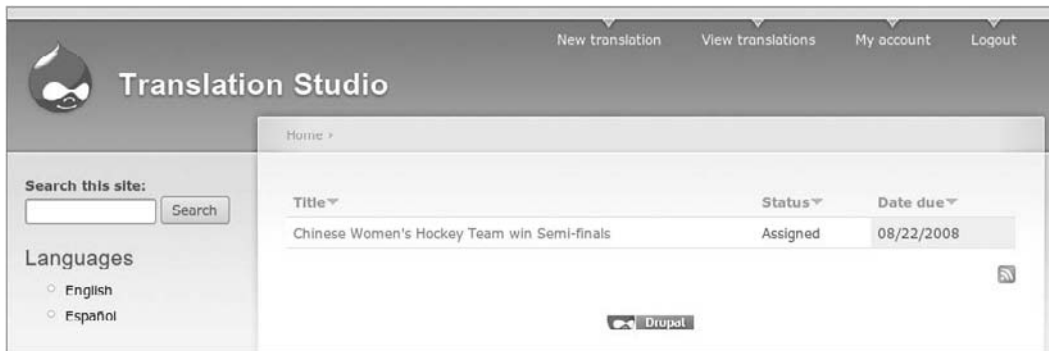 New translation View translations My account Logout
Translation Studio
Home ›
Search this site:
Search
Languages
English
Español
Title Status Date due
Chinese Women's Hockey Team win Semi-finals Assigned 08/22/2008
Drupal